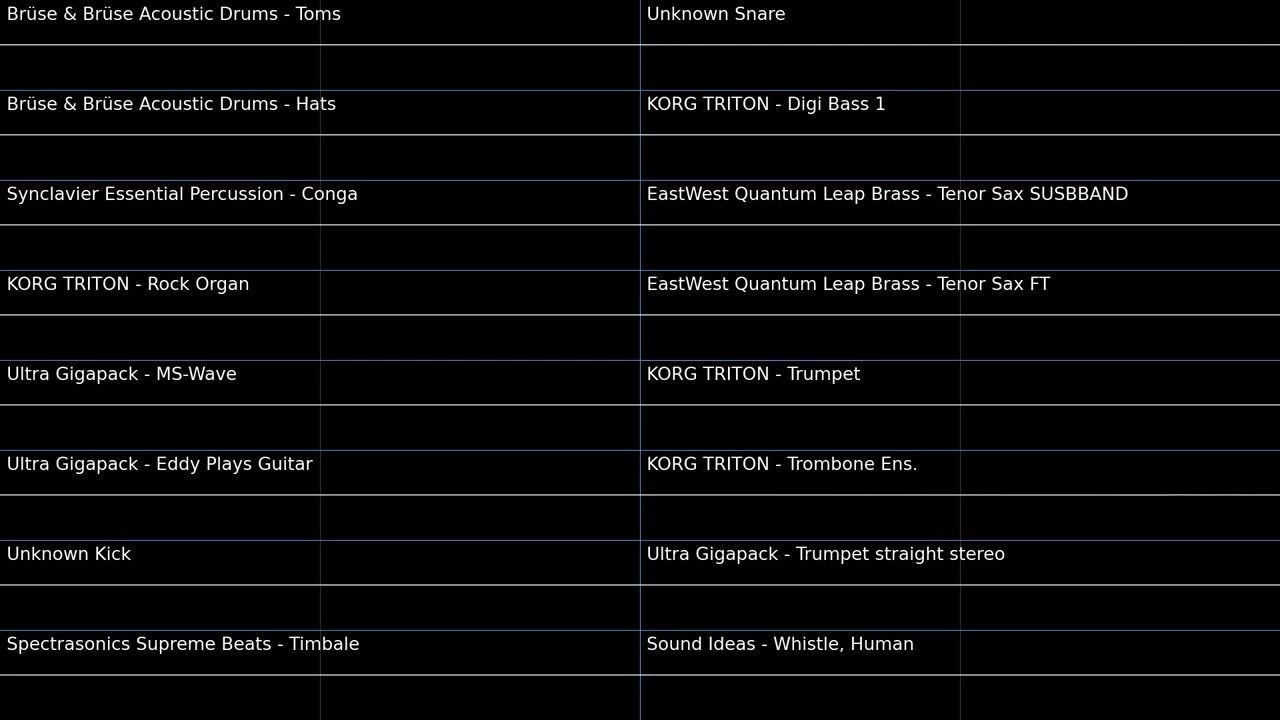 Brüse & Brüse Acoustic Drums - Toms
Brüse & Brüse Acoustic Drums - Hats
Synclavier Essential Percussion - Conga
KORG TRITON - Rock Organ
Ultra Gigapack - MS-Wave
Ultra Gigapack - Eddy Plays Guitar
Unknown Kick
Spectrasonics Supreme Beats - Timbale
Unknown Snare
KORG TRITON - Digi Bass 1
EastWest Quantum Leap Brass - Tenor Sax SUSBBAND
EastWest Quantum Leap Brass - Tenor Sax FT
KORG TRITON - Trumpet
KORG TRITON - Trombone Ens.
Ultra Gigapack - Trumpet straight stereo
Sound Ideas - Whistle, Human